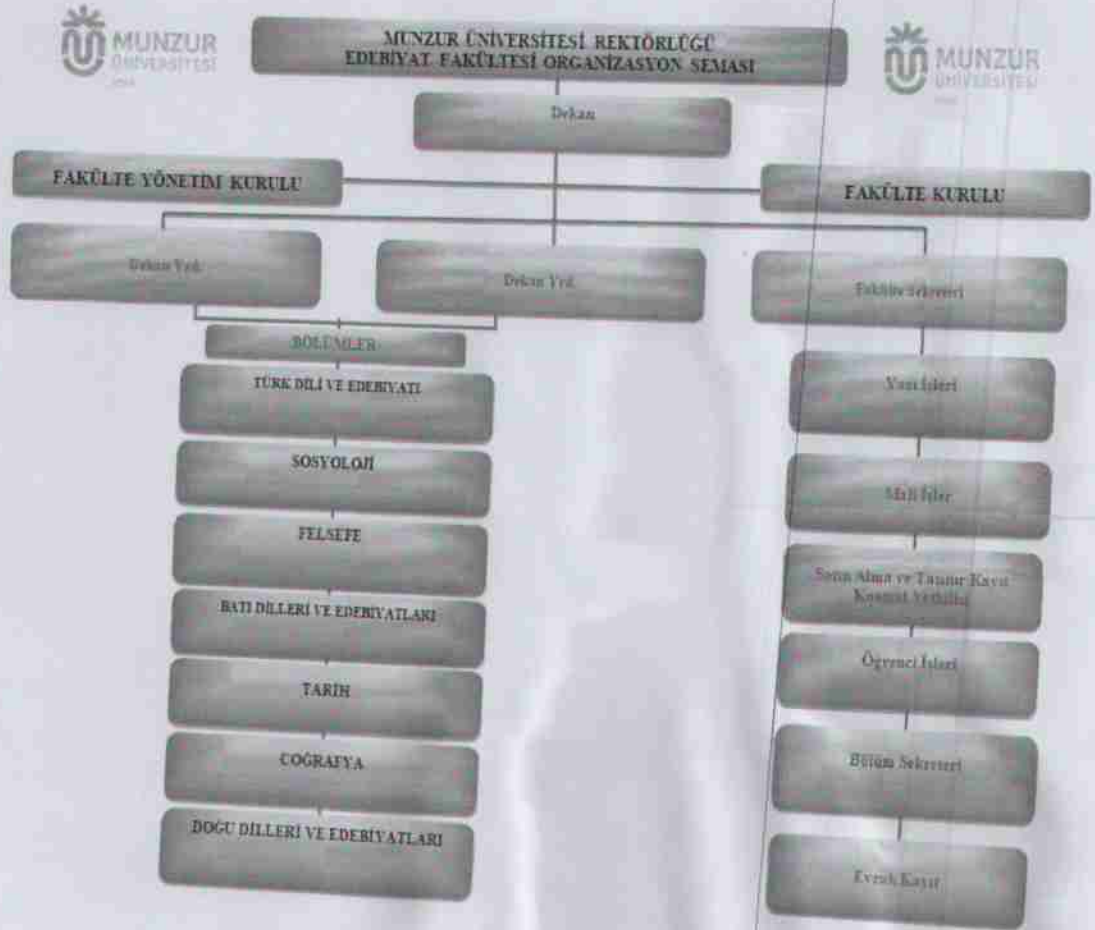 MUNZUR
ÜNİVERSİTESİ
MUNZUR ÜNİVERSİTESİ REKTÖRLÜĞÜ
EDEBİYAT FAKÜLTESİ ORGANİZASYON ŞEMASI
MUNZUR
ÜNİVERSİTESİ
Dekan
FAKÜLTE YÖNETİM KURULU
FAKÜLTE KURULU
Dekan Yrd.
Dekan Yrd.
Fakülte Sekreteri
BÖLÜMLER
TÜRK DİLİ VE EDEBİYATI
SOSYOLOJİ
FELSEFE
BATI DİLLERİ VE EDEBİYATLARI
TARİH
COĞRAFYA
DOĞU DİLLERİ VE EDEBİYATLARI
Yazı İşleri
Mali İşler
Satın Alma ve Taşınır Kayıt
Öğrenci İşleri
Bölüm Sekreteri
Evrak Kayıt